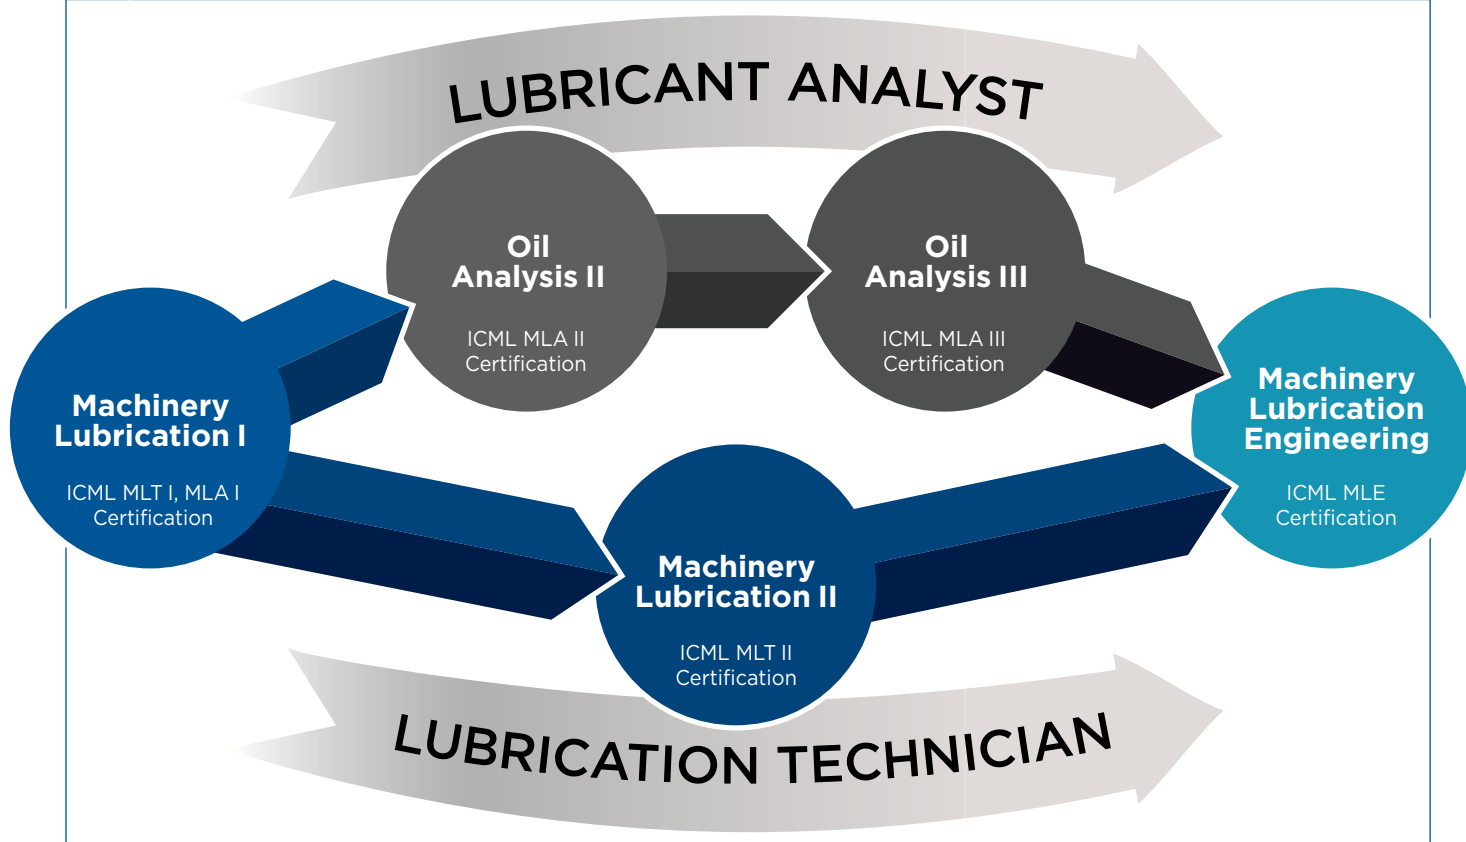 LUBRICANT ANALYST
Oil
Analysis II
ICML MLA II
Certification
Oil
Analysis III
ICML MLA III
Certification
Machinery
Lubrication I
ICML MLT I, MLA I
Certification
Machinery
Lubrication
Engineering
ICML MLE
Certification
Machinery
Lubrication II
ICML MLT II
Certification
LUBRICATION TECHNICIAN